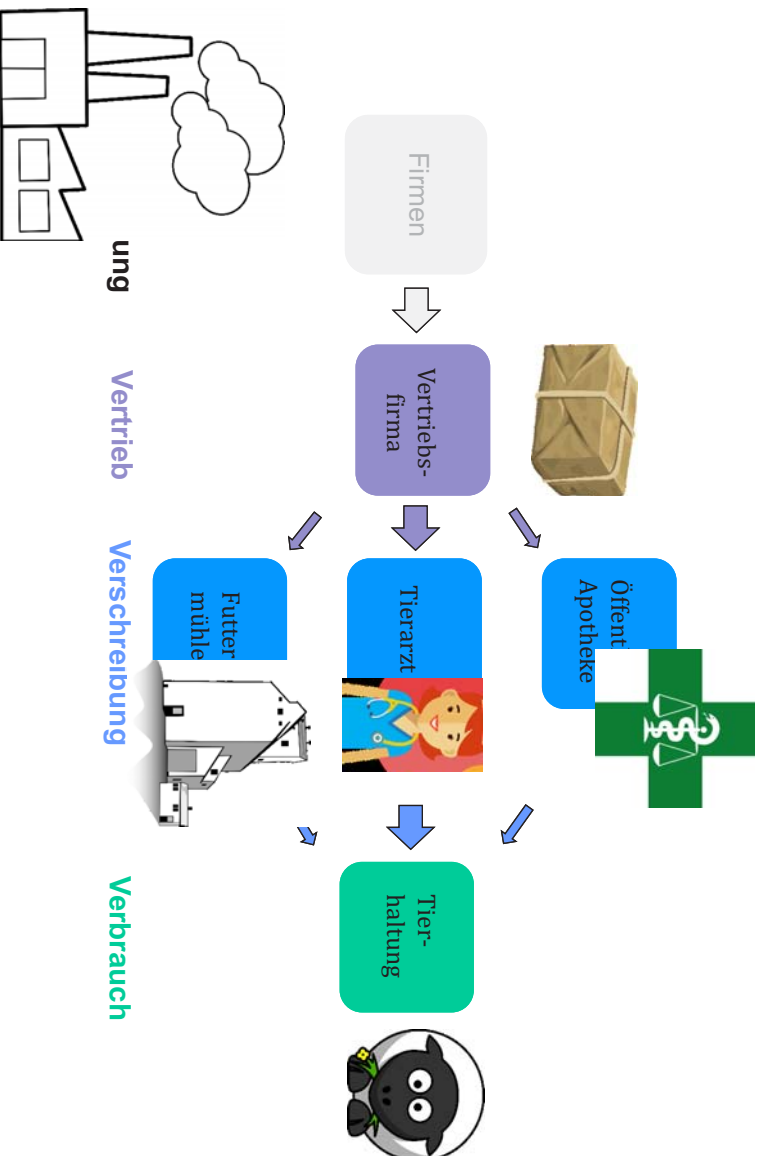 Firmen
Vertriebs-
firma
Öffent
Apotheke
Tierarzt
Futter
mühle
Tier-
haltung
ung
Vertrieb
Verschreibung
Verbrauch